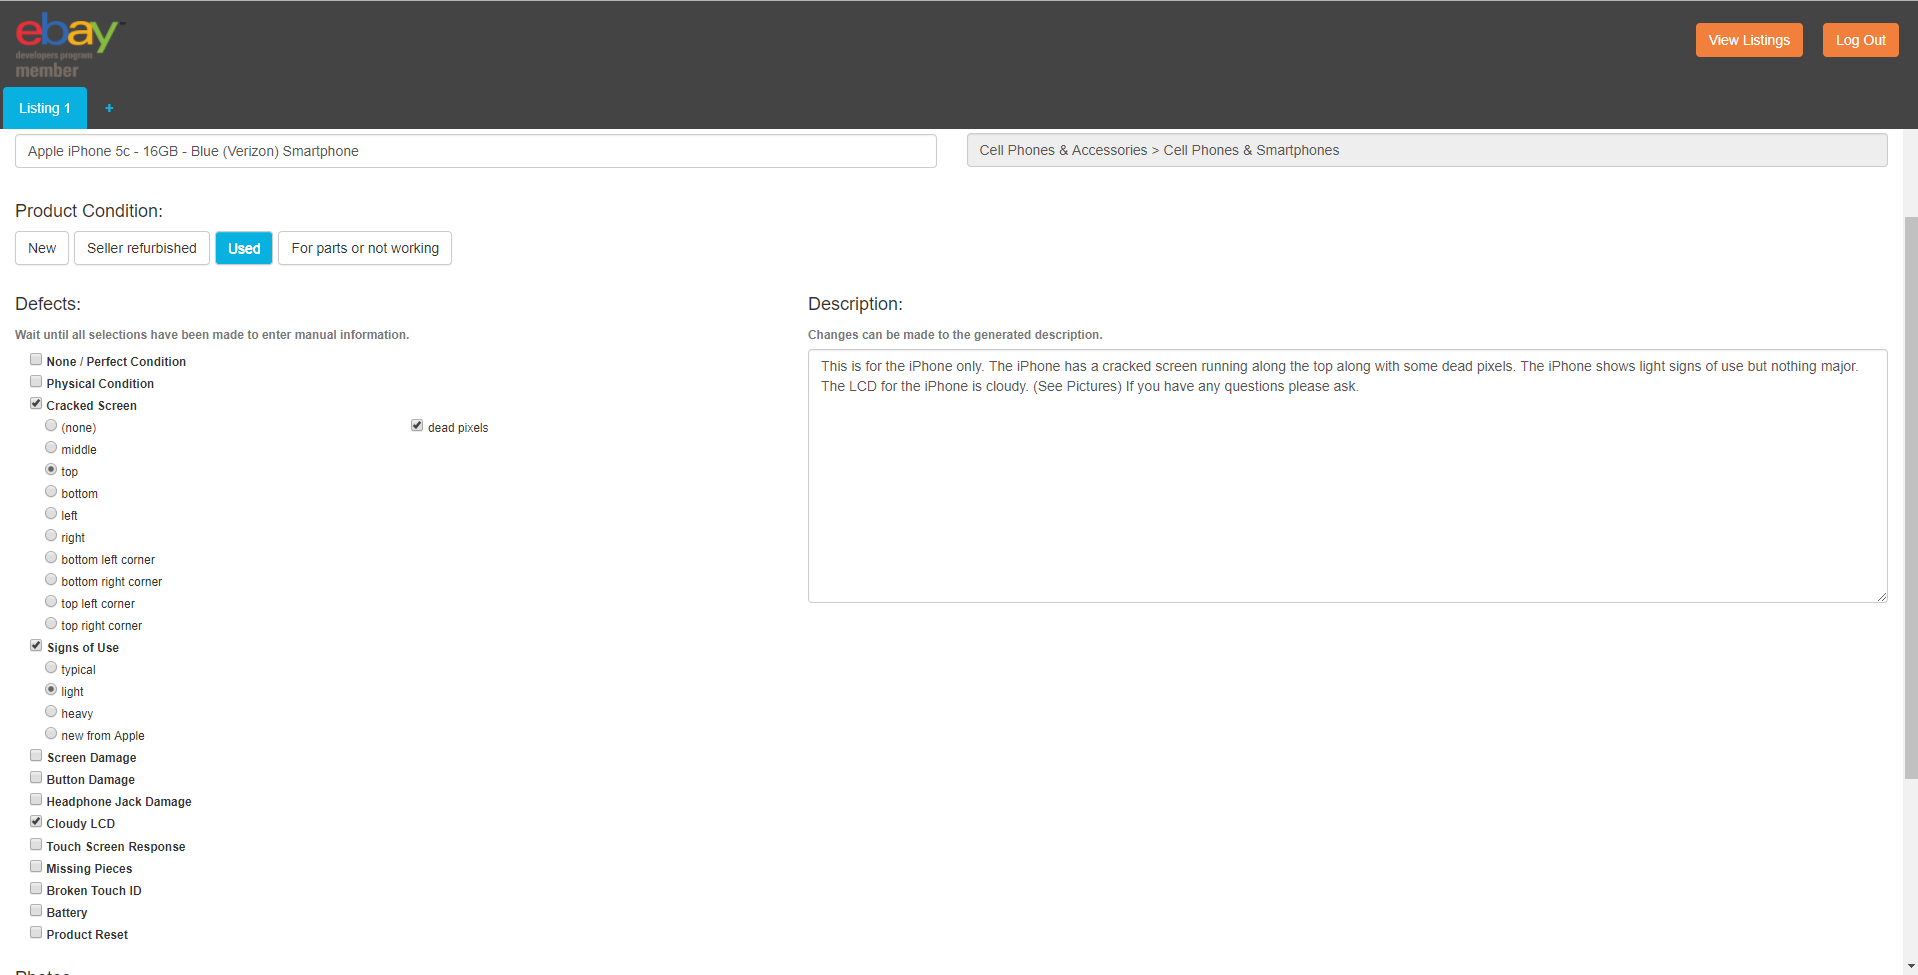 ebay
developers program
member
View Listings
Log Out
Listing 1
+
Apple iPhone 5c - 16GB - Blue (Verizon) Smartphone
Cell Phones & Accessories > Cell Phones & Smartphones
Product Condition:
New
Seller refurbished
Used
For parts or not working
Defects:
Wait until all selections have been made to enter manual information.
None / Perfect Condition
Physical Condition
Cracked Screen
(none)
dead pixels
middle
top
bottom
left
right
bottom left corner
bottom right corner
top left corner
top right corner
Signs of Use
typical
light
heavy
new from Apple
Screen Damage
Button Damage
Headphone Jack Damage
Cloudy LCD
Touch Screen Response
Missing Pieces
Broken Touch ID
Battery
Product Reset
Description:
Changes can be made to the generated description.
This is for the iPhone only. The iPhone has a cracked screen running along the top along with some dead pixels. The iPhone shows light signs of use but nothing major.
The LCD for the iPhone is cloudy. (See Pictures) If you have any questions please ask.